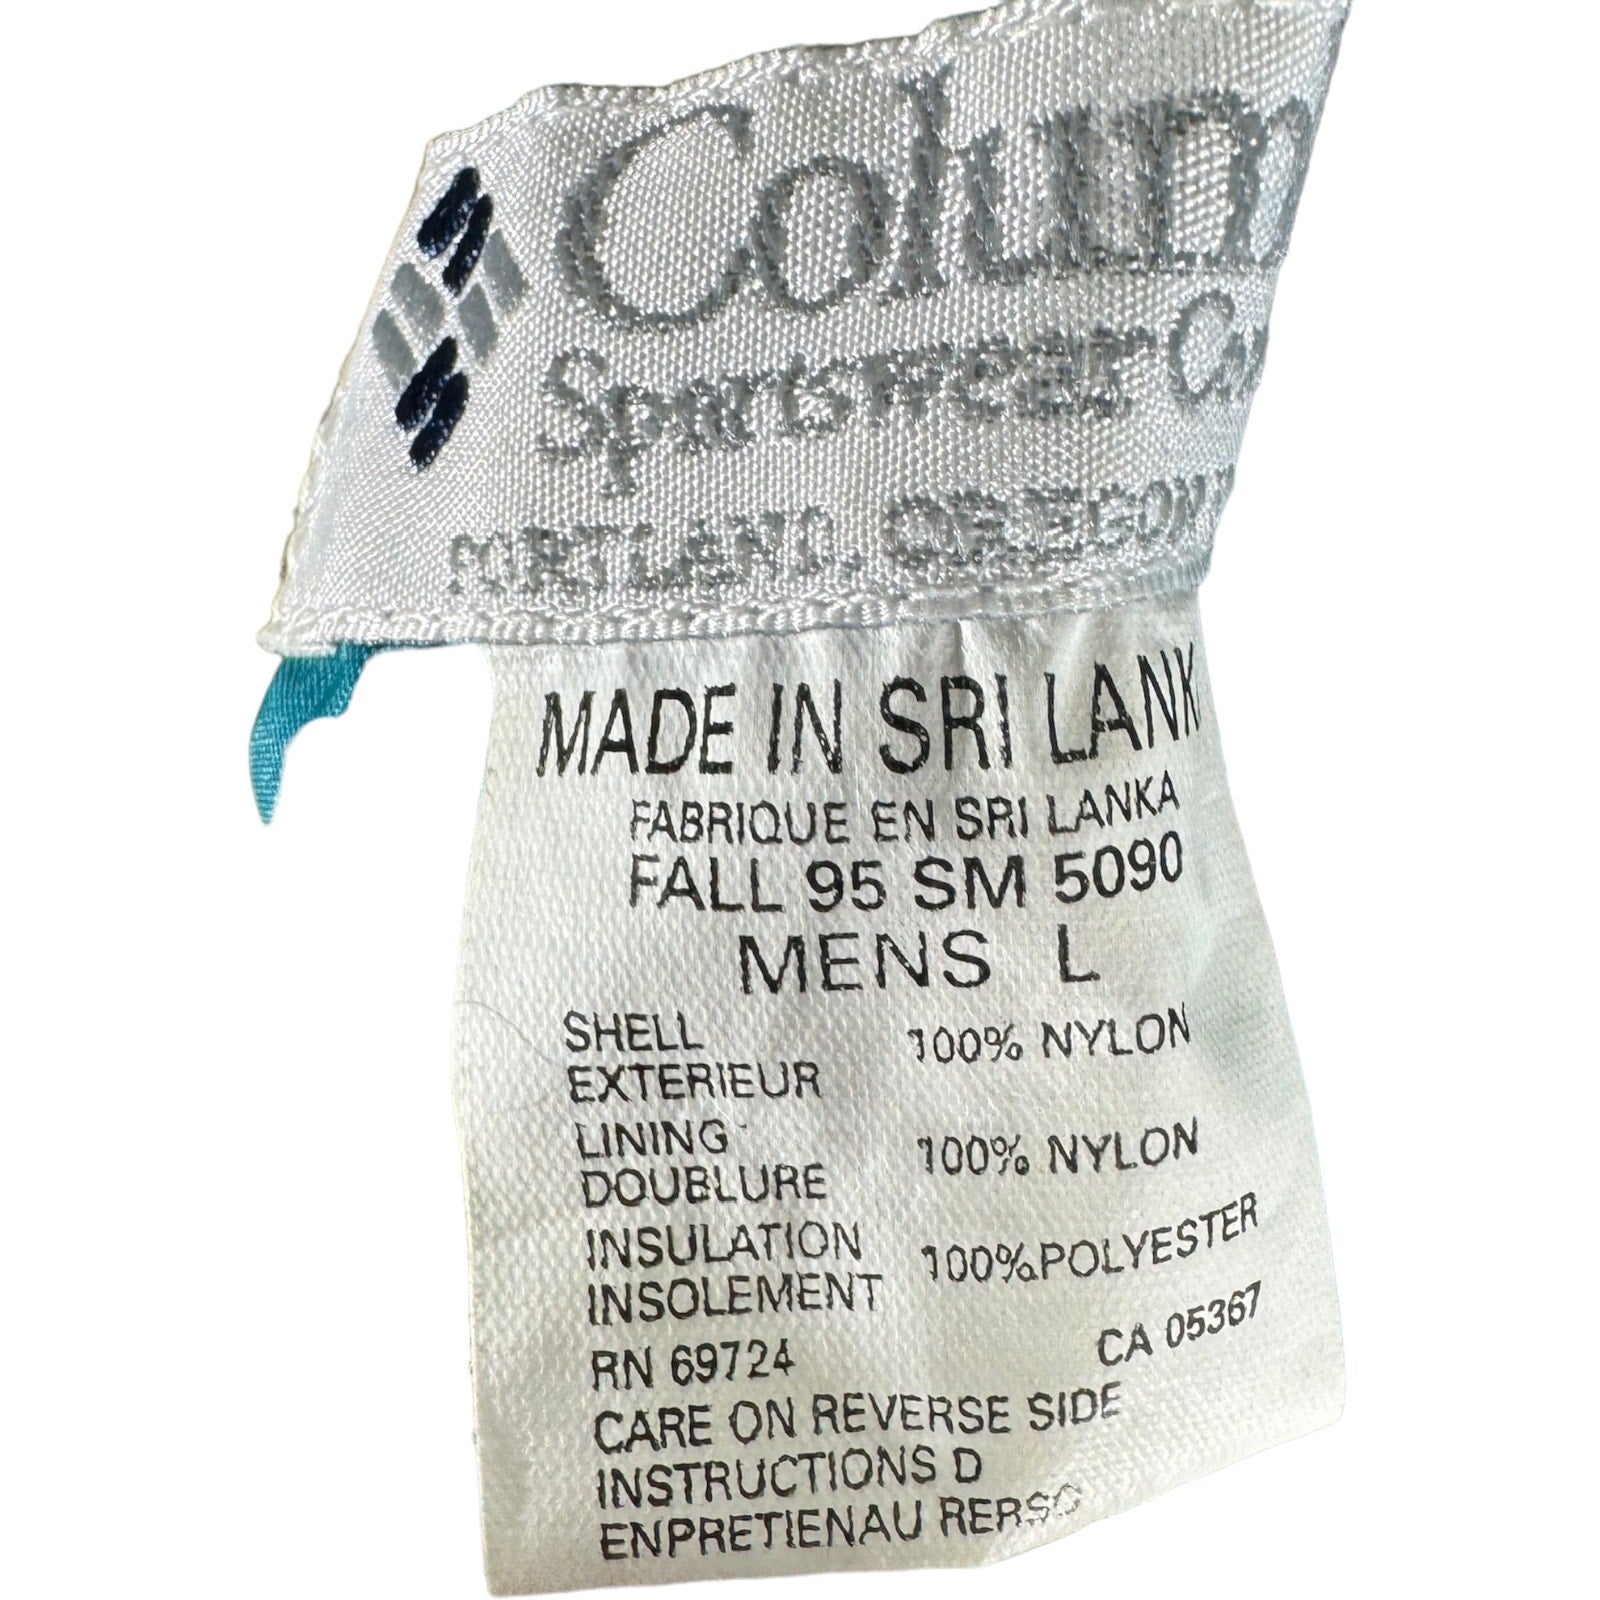 Colum
Sportswear Co
PORTLAND, OREGON
MADE IN SRI LANK
FABRIQUE EN SRI LANKA
FALL 95 SM 5090
MENS L
SHELL 100% NYLON
EXTERIEUR
LINING 100% NYLON
DOUBLURE
INSULATION 100%POLYESTER
INSOLEMENT
RN 69724 CA 05367
CARE ON REVERSE SIDE
INSTRUCTIONS D
ENPRETIENAU RERSO